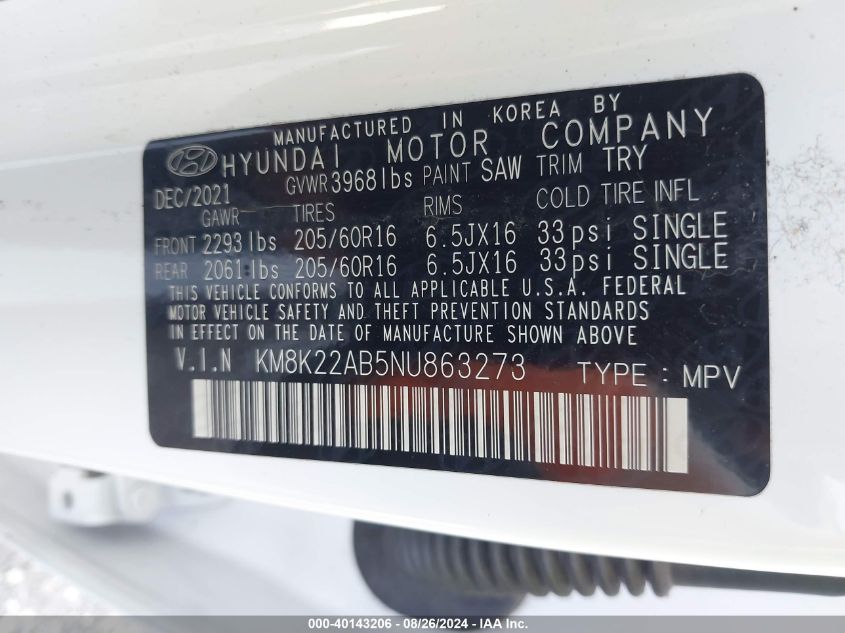 MANUFACTURED IN KOREA BY
HYUNDAI MOTOR COMPANY
DEC/2021 GVWR 3968 lbs PAINT SAW TRIM TRY
GAWR TIRES RIMS COLD TIRE INFL
FRONT 2293 lbs 205/60R16 6.5JX16 33psi SINGLE
REAR 2061 lbs 205/60R16 6.5JX16 33psi SINGLE
THIS VEHICLE CONFORMS TO ALL APPLICABLE U.S.A. FEDERAL
MOTOR VEHICLE SAFETY AND THEFT PREVENTION STANDARDS
IN EFFECT ON THE DATE OF MANUFACTURE SHOWN ABOVE
V.I.N KM8K22AB5NU863273 TYPE : MPV
000-40143206 - 08/26/2024 - IAA Inc.